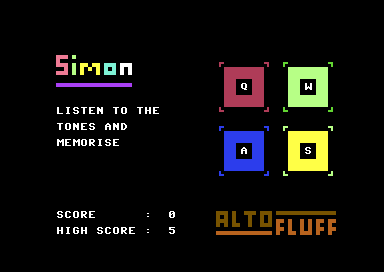 Simon
LISTEN TO THE
TONES AND
MEMORISE
Q W
A S
SCORE : 0
HIGH SCORE : 5
ALTO
FLUFF